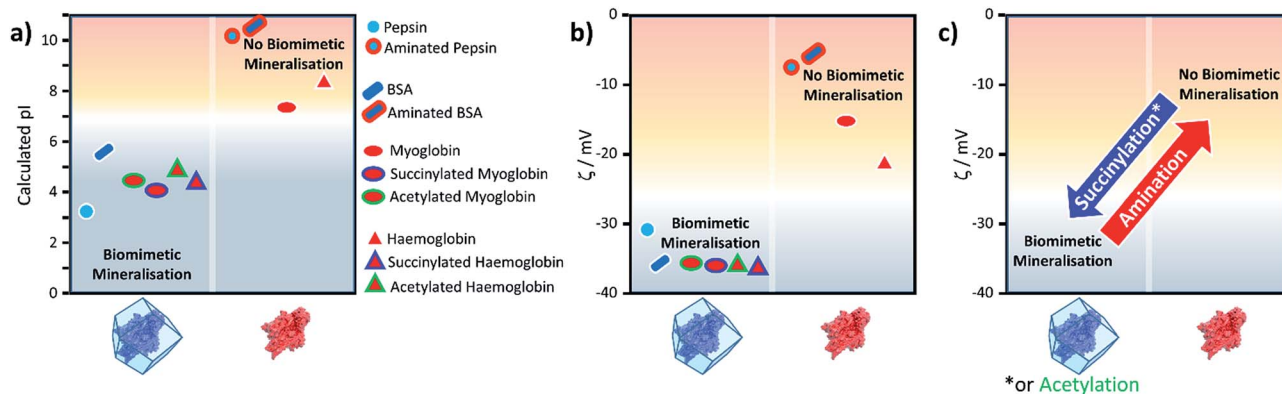 a)
Calculated pI
10
8
6
4
2
0
No Biomimetic
Mineralisation
Biomimetic
Mineralisation
Pepsin
Aminated Pepsin
BSA
Aminated BSA
Myoglobin
Succinylated Myoglobin
Acetylated Myoglobin
Haemoglobin
Succinylated Haemoglobin
Acetylated Haemoglobin
b)
ζ / mV
-0
-10
-20
-30
-40
No Biomimetic
Mineralisation
Biomimetic
Mineralisation
c)
ζ / mV
-0
-10
-20
-30
-40
No Biomimetic
Mineralisation
Succinylation*
Amination
Biomimetic
Mineralisation
*or Acetylation